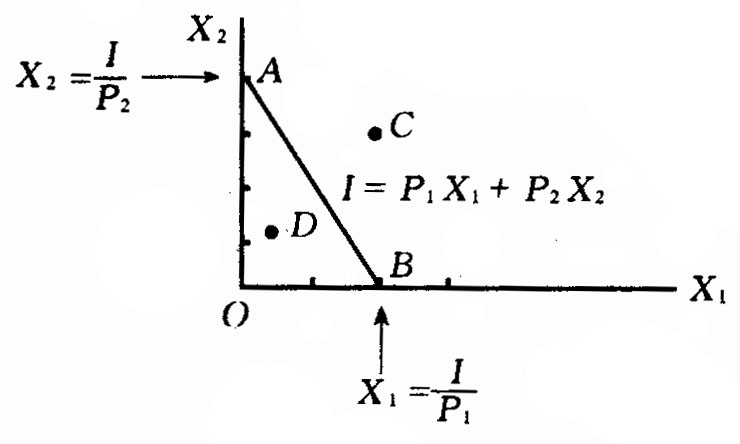 X₂
X₂ = I/P₂
A
C
I = P₁X₁ + P₂X₂
D
B
O
X₁
X₁ = I/P₁